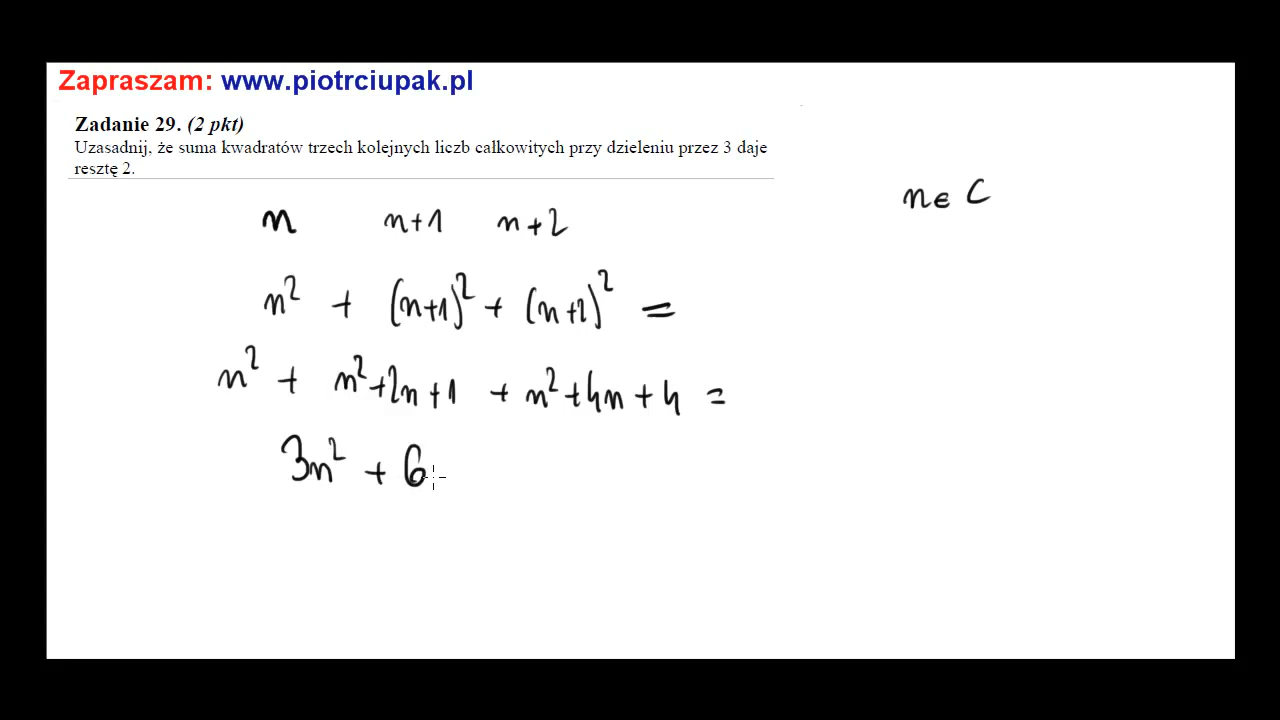 Zapraszam: www.piotrciupak.pl
Zadanie 29. (2 pkt)
Uzasadnij, że suma kwadratów trzech kolejnych liczb całkowitych przy dzieleniu przez 3 daje
resztę 2.
n n+1 n+2 n∈C
n² + (n+1)² + (n+2)² =
n² + n²+2n+1 + n²+4n+4 =
3n² + 6